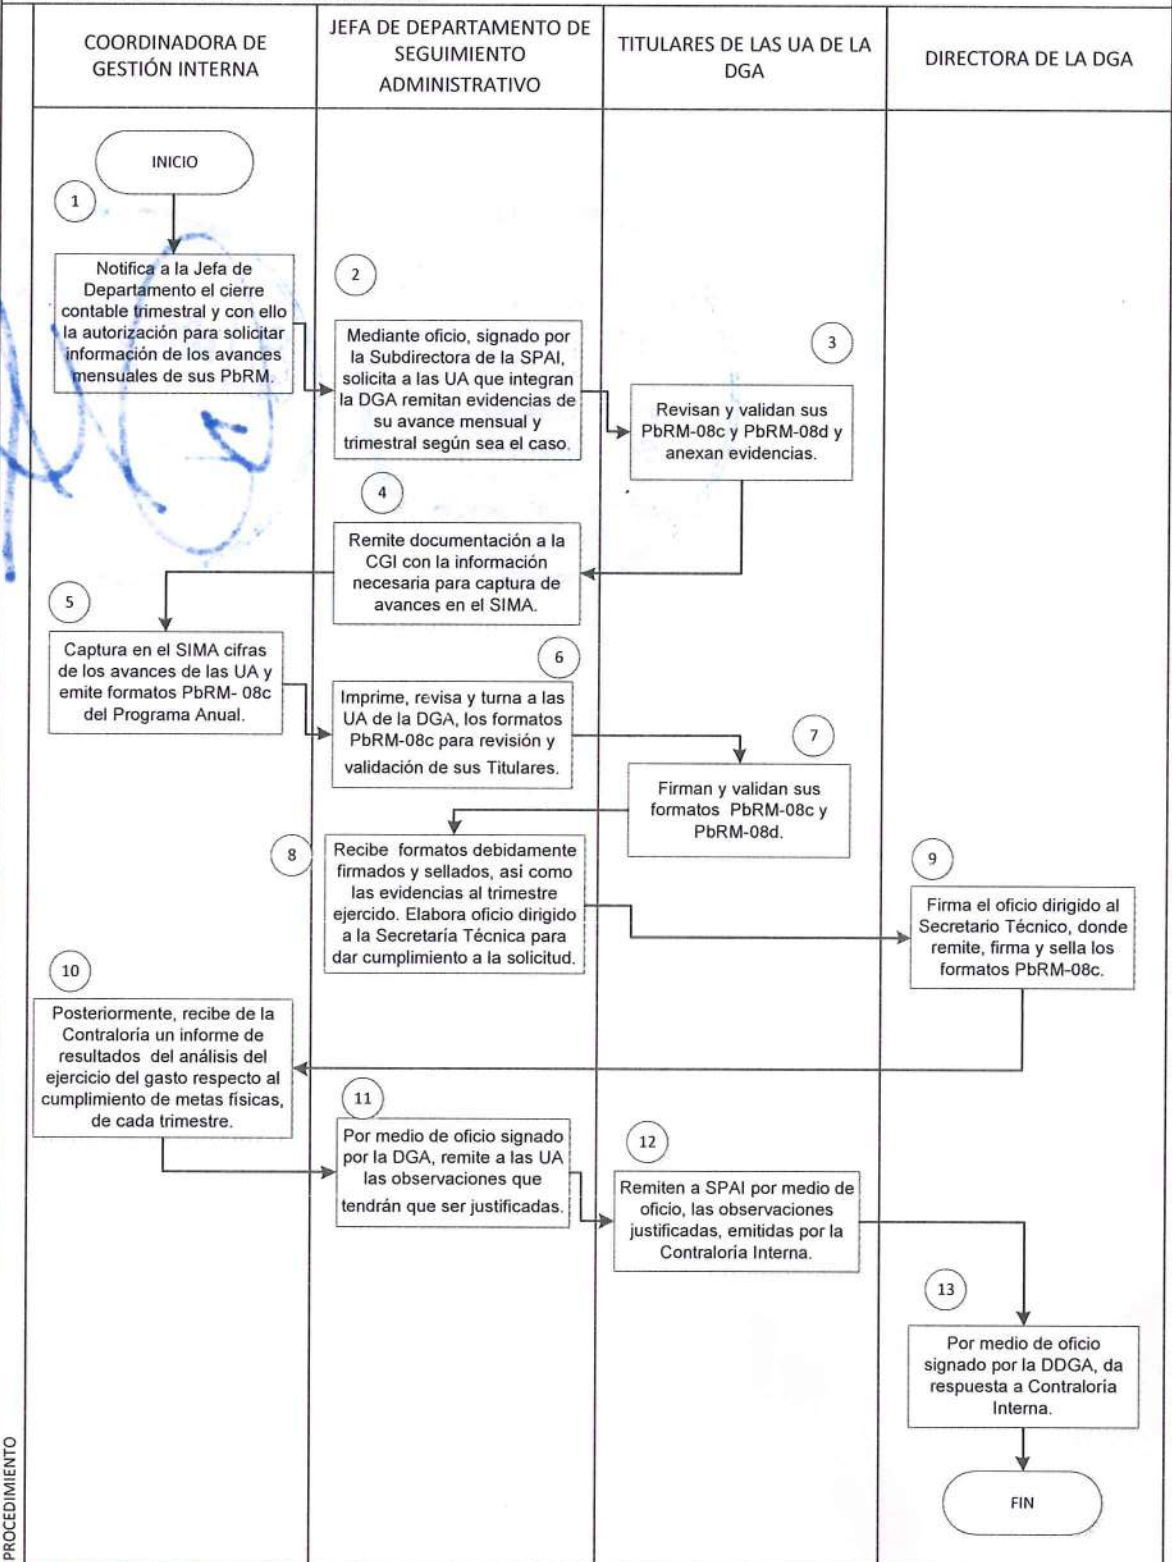 COORDINADORA DE
GESTIÓN INTERNA
JEFA DE DEPARTAMENTO DE
SEGUIMIENTO
ADMINISTRATIVO
TITULARES DE LAS UA DE LA
DGA
DIRECTORA DE LA DGA
INICIO
1
Notifica a la Jefa de
Departamento el cierre
contable trimestral y con ello
la autorización para solicitar
información de los avances
mensuales de sus PbRM.
2
Mediante oficio, signado por
la Subdirectora de la SPAI,
solicita a las UA que integran
la DGA remitan evidencias de
su avance mensual y
trimestral según sea el caso.
3
Revisan y validan sus
PbRM-08c y PbRM-08d y
anexan evidencias.
4
Remite documentación a la
CGI con la información
necesaria para captura de
avances en el SIMA.
5
Captura en el SIMA cifras
de los avances de las UA y
emite formatos PbRM- 08c
del Programa Anual.
6
Imprime, revisa y turna a las
UA de la DGA, los formatos
PbRM-08c para revisión y
validación de sus Titulares.
7
Firman y validan sus
formatos PbRM-08c y
PbRM-08d.
8
Recibe formatos debidamente
firmados y sellados, así como
las evidencias al trimestre
ejercido. Elabora oficio dirigido
a la Secretaría Técnica para
dar cumplimiento a la solicitud.
9
Firma el oficio dirigido al
Secretario Técnico, donde
remite, firma y sella los
formatos PbRM-08c.
10
Posteriormente, recibe de la
Contraloría un informe de
resultados del análisis del
ejercicio del gasto respecto al
cumplimiento de metas físicas,
de cada trimestre.
11
Por medio de oficio signado
por la DGA, remite a las UA
las observaciones que
tendrán que ser justificadas.
12
Remiten a SPAI por medio de
oficio, las observaciones
justificadas, emitidas por la
Contraloría Interna.
13
Por medio de oficio
signado por la DDGA, da
respuesta a Contraloría
Interna.
FIN
PROCEDIMIENTO